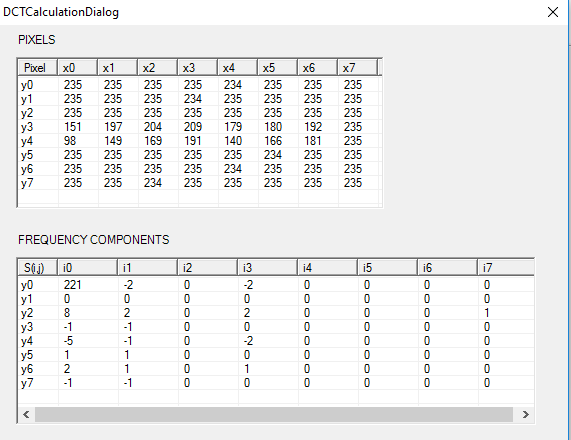 DCTCalculationDialog
PIXELS
Pixel x0 x1 x2 x3 x4 x5 x6 x7
y0 235 235 235 235 234 235 235 235
y1 235 235 235 234 235 235 235 235
y2 235 235 235 235 235 235 235 235
y3 151 197 204 209 179 180 192 235
y4 98 149 169 191 140 166 181 235
y5 235 235 235 235 235 234 235 235
y6 235 235 235 235 234 235 235 235
y7 235 235 234 235 235 235 235 235
FREQUENCY COMPONENTS
S(i,j) i0 i1 i2 i3 i4 i5 i6 i7
y0 221 -2 0 -2 0 0 0 0
y1 0 0 0 0 0 0 0 0
y2 8 2 0 2 0 0 0 1
y3 -1 -1 0 0 0 0 0 0
y4 -5 -1 0 -2 0 0 0 0
y5 1 1 0 0 0 0 0 0
y6 2 1 0 1 0 0 0 0
y7 -1 -1 0 0 0 0 0 0